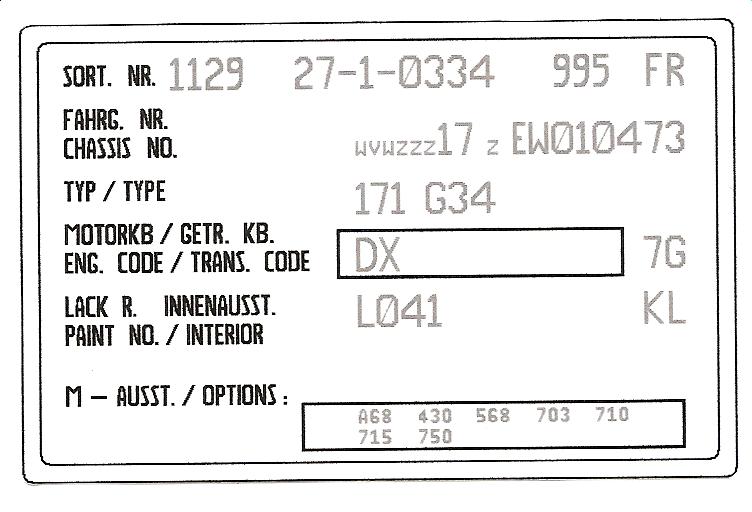 SORT. NR. 1129 27-1-0334 995 FR
FAHRG. NR.
CHASSIS NO. WVWZZZ17 Z EW010473
TYP / TYPE 171 G34
MOTORKB / GETR. KB.
ENG. CODE / TRANS. CODE DX 7G
LACK R. INNENAUSST.
PAINT NO. / INTERIOR L041 KL
M – AUSST. / OPTIONS :
A68 430 568 703 710
715 750